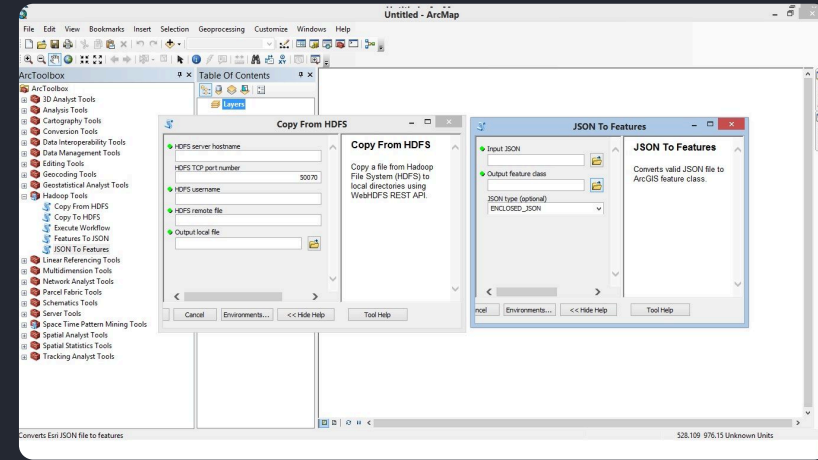 Untitled - ArcMap
File Edit View Bookmarks Insert Selection Geoprocessing Customize Windows Help
ArcToolbox
Table Of Contents
ArcToolbox
3D Analyst Tools
Analysis Tools
Cartography Tools
Conversion Tools
Data Interoperability Tools
Data Management Tools
Editing Tools
Geocoding Tools
Geostatistical Analyst Tools
Hadoop Tools
Copy From HDFS
Copy To HDFS
Execute Workflow
Features To JSON
JSON To Features
Linear Referencing Tools
Multidimension Tools
Network Analyst Tools
Parcel Fabric Tools
Schematics Tools
Server Tools
Space Time Pattern Mining Tools
Spatial Analyst Tools
Spatial Statistics Tools
Tracking Analyst Tools
Layers
Copy From HDFS
HDFS server hostname
HDFS TCP port number
50070
HDFS username
HDFS remote file
Output local file
Copy From HDFS
Copy a file from Hadoop
File System (HDFS) to
local directories using
WebHDFS REST API.
Cancel Environments... << Hide Help Tool Help
JSON To Features
Input JSON
Output feature class
JSON type (optional)
ENCLOSED_JSON
JSON To Features
Converts valid JSON file to
ArcGIS feature class.
ncel Environments... << Hide Help Tool Help
Converts Esri JSON file to features
528.109 976.15 Unknown Units